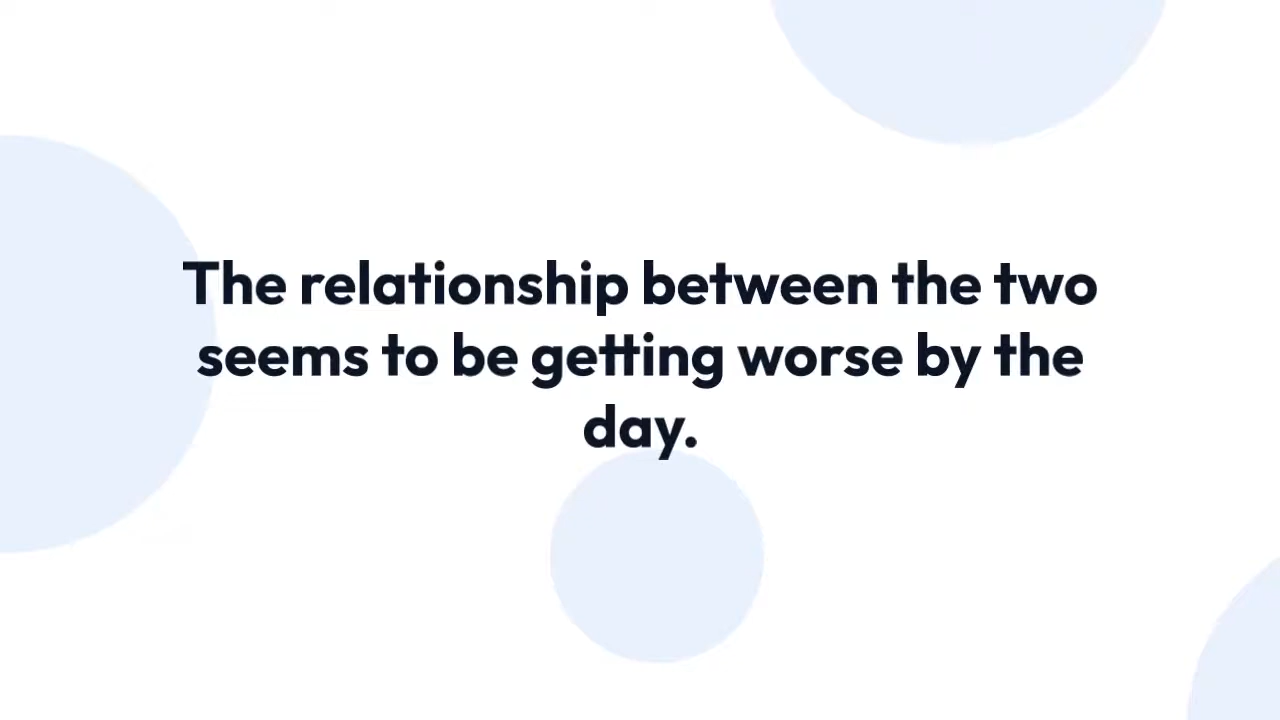 The relationship between the two
seems to be getting worse by the
day.